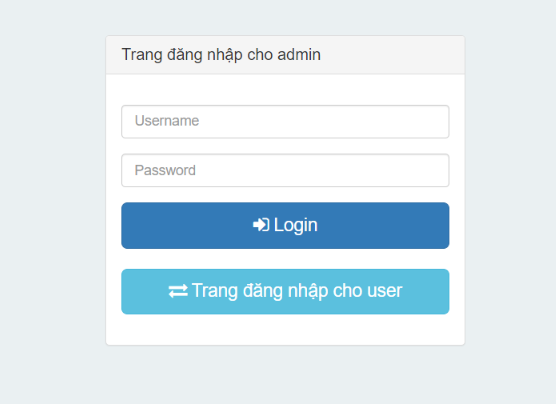 Trang đăng nhập cho admin
Username
Password
Login
Trang đăng nhập cho user